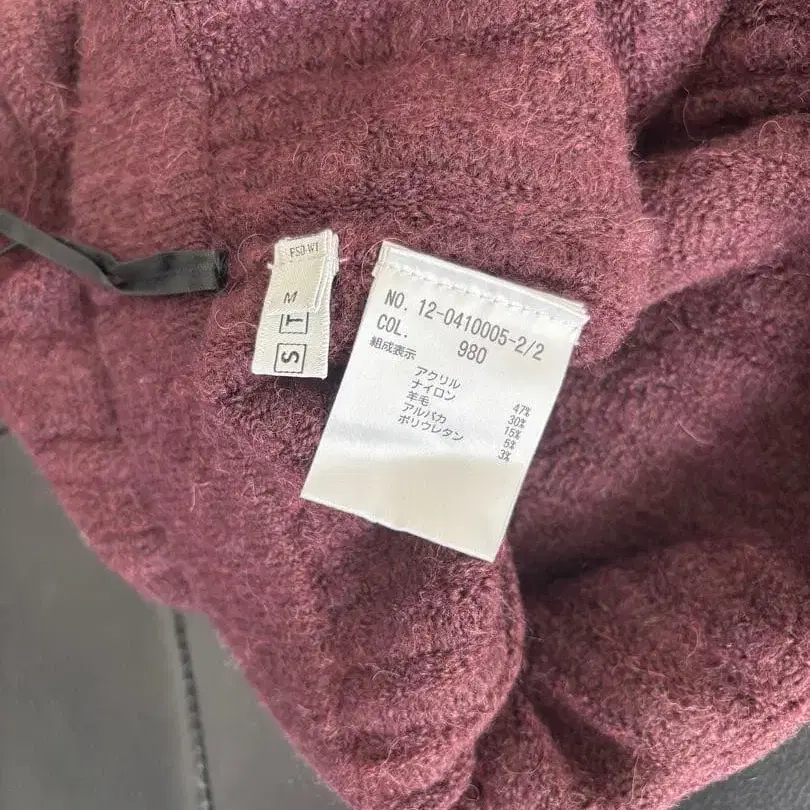 FSD-W1
M
T
S
NO. 12-0410005-2/2
COL. 980
組成表示
アクリル 47%
ナイロン 30%
羊毛 15%
アルパカ 5%
ポリウレタン 3%